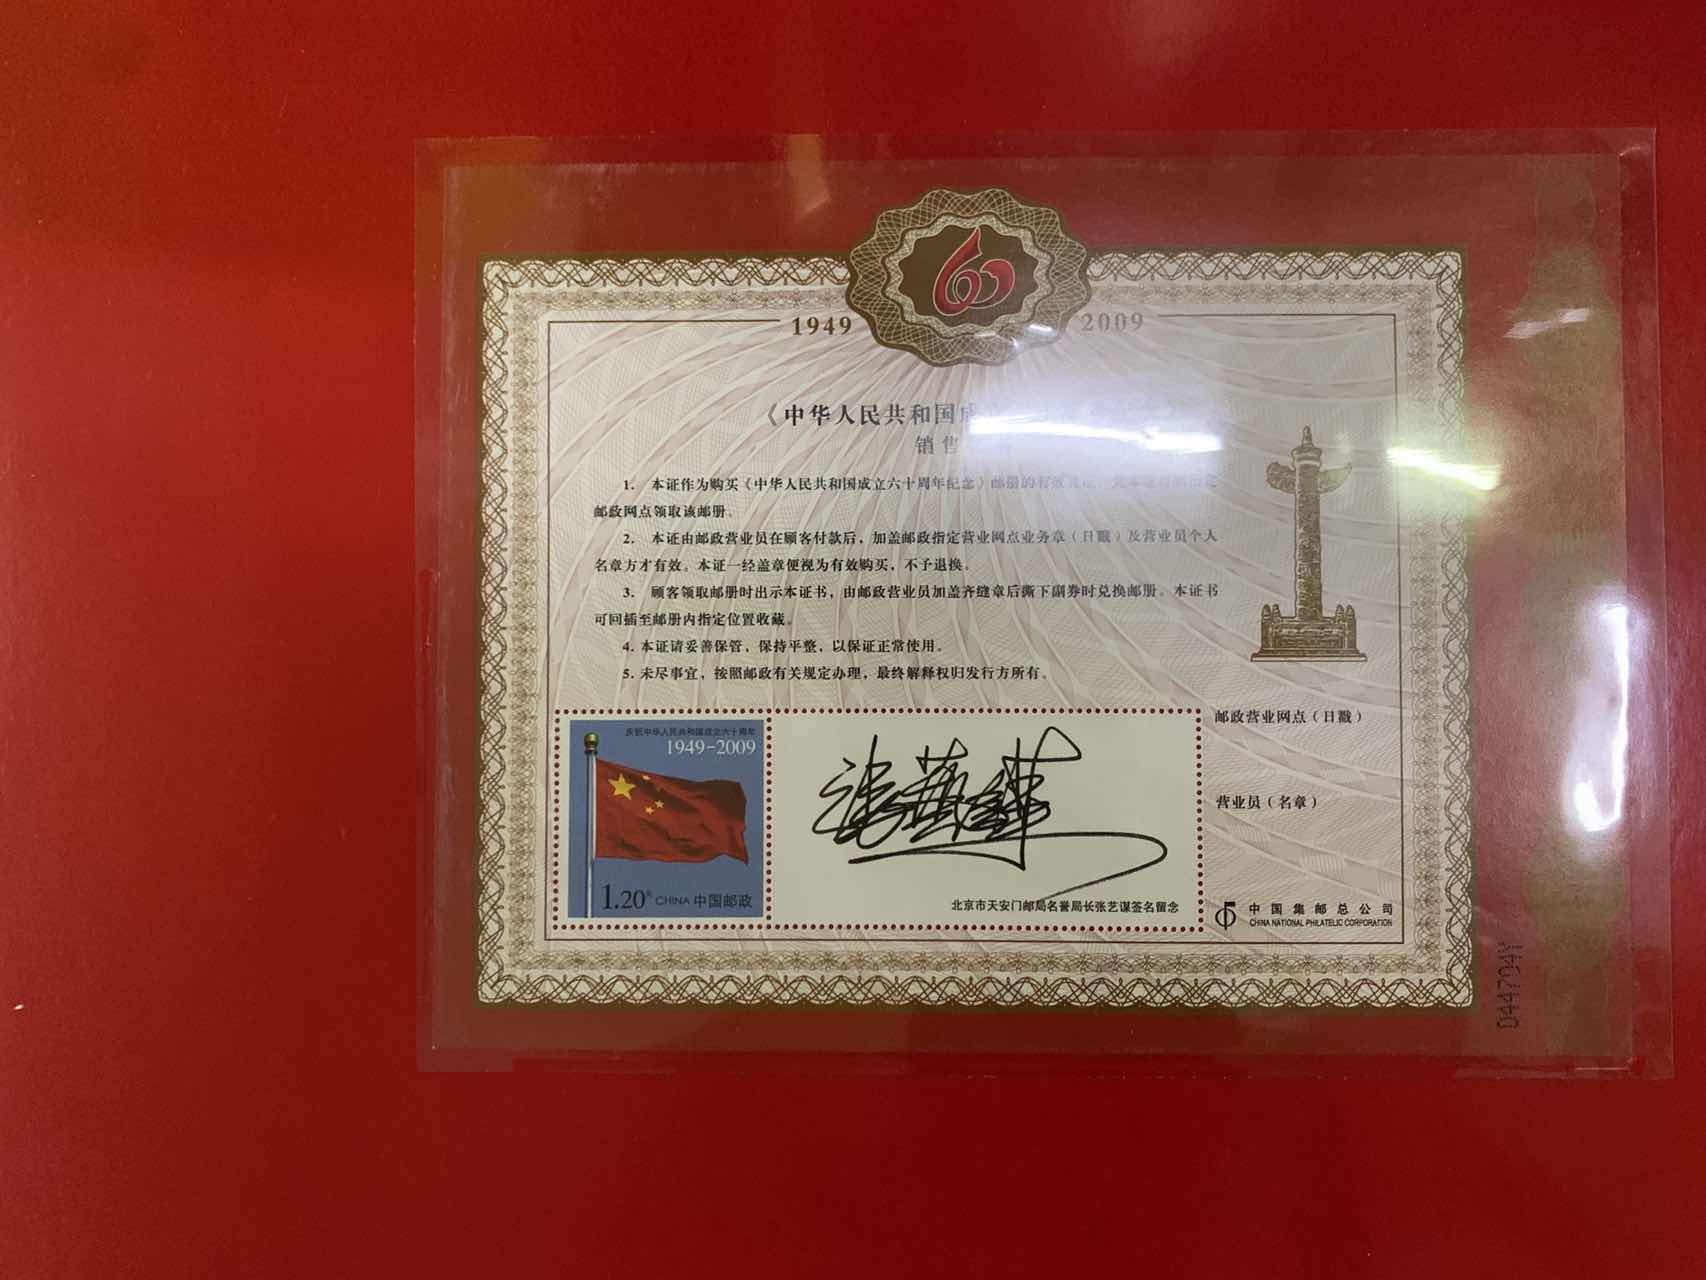 60
1949 2009
《中华人民共和国成
销售
1. 本证作为购买《中华人民共和国成立六十周年纪念》邮册的有效
邮政网点领取该邮册。
2. 本证由邮政营业员在顾客付款后，加盖邮政指定营业网点业务章（日戳）及营业员个人
名章方才有效。本证一经盖章便视为有效购买，不予退换。
3. 顾客领取邮册时出示本证书，由邮政营业员加盖齐缝章后撕下副券时兑换邮册。本证书
可回插至邮册内指定位置收藏。
4. 本证请妥善保管，保持平整，以保证正常使用。
5. 未尽事宜，按照邮政有关规定办理，最终解释权归发行方所有。
庆祝中华人民共和国成立六十周年
1949-2009
1.20元 CHINA 中国邮政
北京市天安门邮局名誉局长张艺谋签名留念
邮政营业网点（日戳）
营业员（名章）
中国集邮总公司
CHINA NATIONAL PHILATELIC CORPORATION